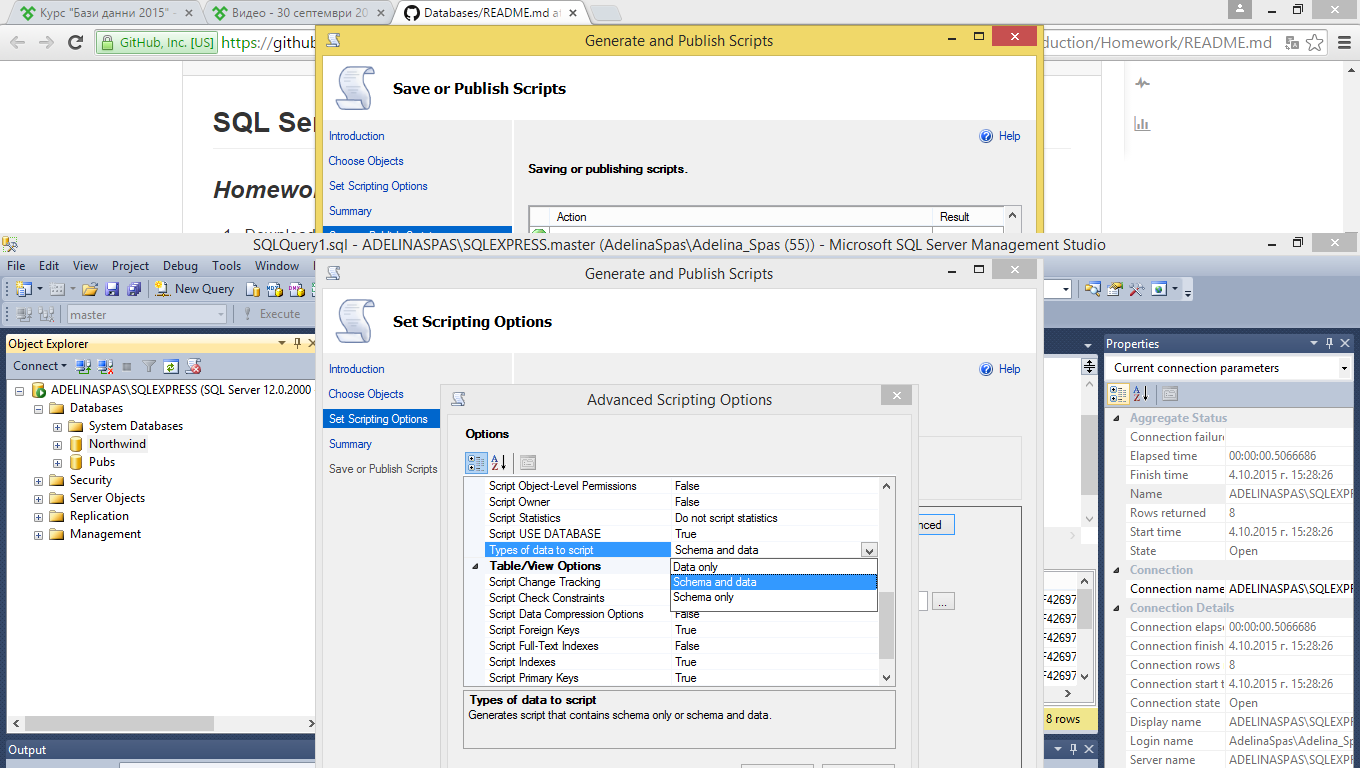 Курс "Бази данни 2015" -
Видео - 30 септември 20
Databases/README.md at
GitHub, Inc. [US]
https://github
duction/Homework/README.md
Generate and Publish Scripts
Save or Publish Scripts
SQL Se
Homewor
Introduction
Choose Objects
Set Scripting Options
Summary
Help
Saving or publishing scripts.
Action
Result
SQLQuery1.sql - ADELINASPAS\SQLEXPRESS.master (AdelinaSpas\Adelina_Spas (55)) - Microsoft SQL Server Management Studio
File Edit View Project Debug Tools Window
New Query
master
Execute
Object Explorer
Connect
ADELINASPAS\SQLEXPRESS (SQL Server 12.0.2000
Databases
System Databases
Northwind
Pubs
Security
Server Objects
Replication
Management
Output
Generate and Publish Scripts
Set Scripting Options
Introduction
Choose Objects
Set Scripting Options
Summary
Save or Publish Scripts
Help
nced
...
Advanced Scripting Options
Options
Script Object-Level Permissions False
Script Owner False
Script Statistics Do not script statistics
Script USE DATABASE True
Types of data to script Schema and data
Data only
Schema and data
Schema only
Table/View Options
Script Change Tracking
Script Check Constraints
Script Data Compression Options False
Script Foreign Keys True
Script Full-Text Indexes False
Script Indexes True
Script Primary Keys True
Types of data to script
Generates script that contains schema only or schema and data.
F42697
F42697
F42697
F42697
F42697
8 rows
Properties
Current connection parameters
Aggregate Status
Connection failure
Elapsed time 00:00:00.5066686
Finish time 4.10.2015 г. 15:28:26
Name ADELINASPAS\SQLEXPR
Rows returned 8
Start time 4.10.2015 г. 15:28:26
State Open
Connection
Connection name ADELINASPAS\SQLEXPR
Connection Details
Connection elapse 00:00:00.5066686
Connection finish 4.10.2015 г. 15:28:26
Connection rows 8
Connection start t 4.10.2015 г. 15:28:26
Connection state Open
Display name ADELINASPAS\SQLEXPR
Login name AdelinaSpas\Adelina_Sp
Server name ADELINASPAS\SQLEXPR